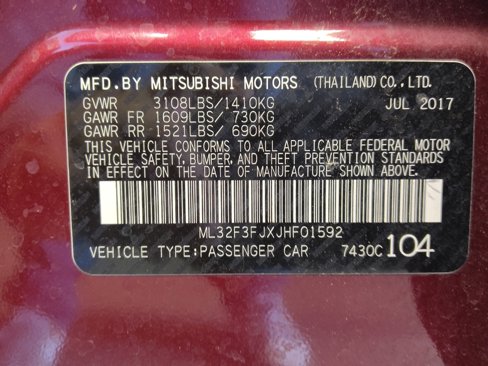 MFD.BY MITSUBISHI MOTORS (THAILAND)CO.,LTD.
GVWR 3108LBS/1410KG JUL 2017
GAWR FR 1609LBS/ 730KG
GAWR RR 1521LBS/ 690KG
THIS VEHICLE CONFORMS TO ALL APPLICABLE FEDERAL MOTOR
VEHICLE SAFETY, BUMPER, AND THEFT PREVENTION STANDARDS
IN EFFECT ON THE DATE OF MANUFACTURE SHOWN ABOVE.
ML32F3FJXJHF01592
VEHICLE TYPE;PASSENGER CAR 7430C 104